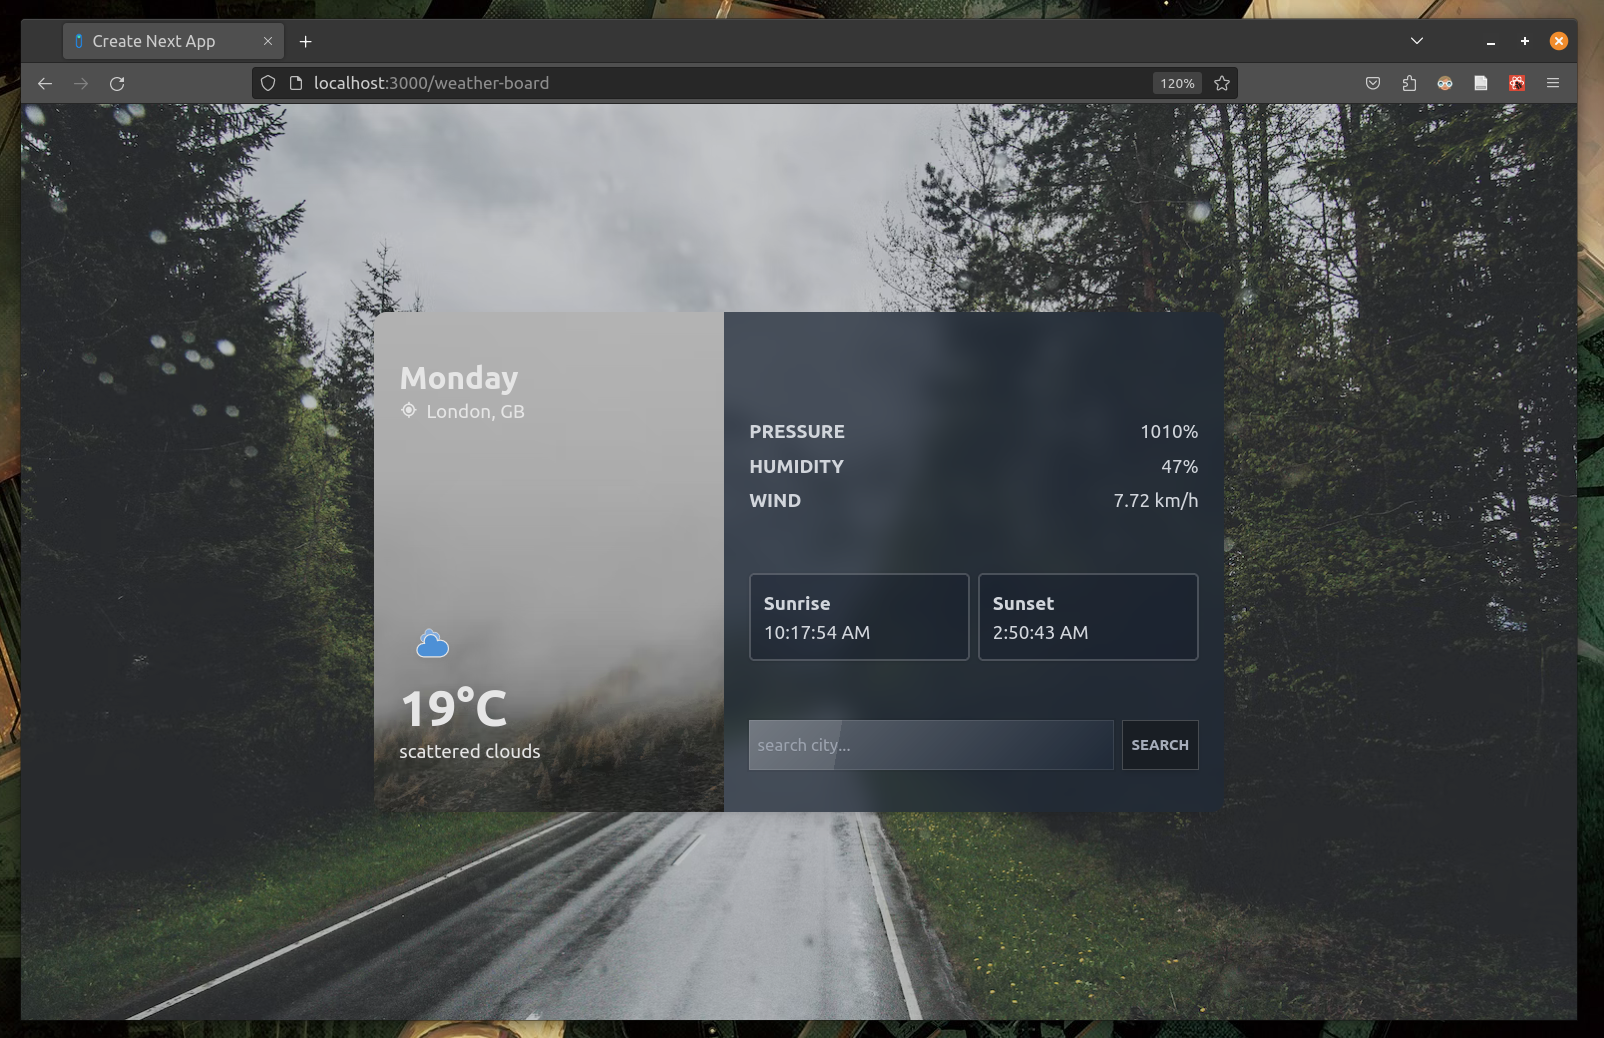 Create Next App
localhost:3000/weather-board
120%
Monday
London, GB
19°C
scattered clouds
PRESSURE 1010%
HUMIDITY 47%
WIND 7.72 km/h
Sunrise
10:17:54 AM
Sunset
2:50:43 AM
search city...
SEARCH